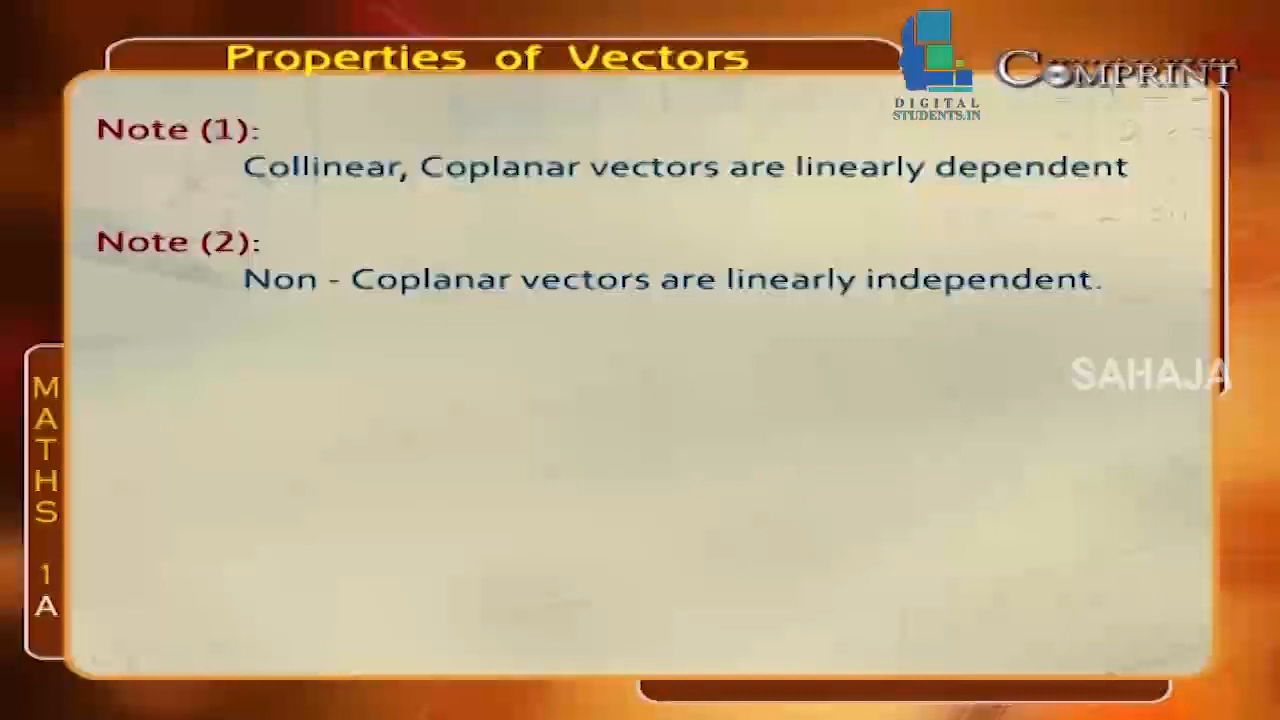 Properties of Vectors
DIGITAL
STUDENTS.IN
COMPRINT
Note (1):
Collinear, Coplanar vectors are linearly dependent
Note (2):
Non - Coplanar vectors are linearly independent.
SAHAJA
MATHS 1A